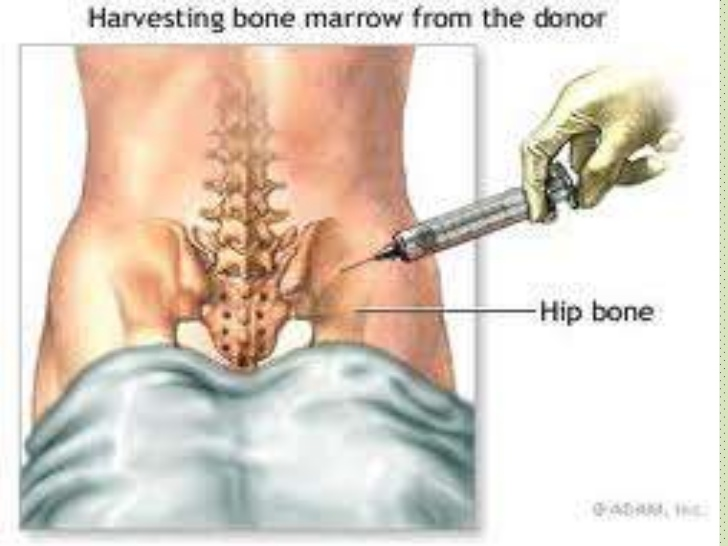 Harvesting bone marrow from the donor
Hip bone
© ADAM, Inc.